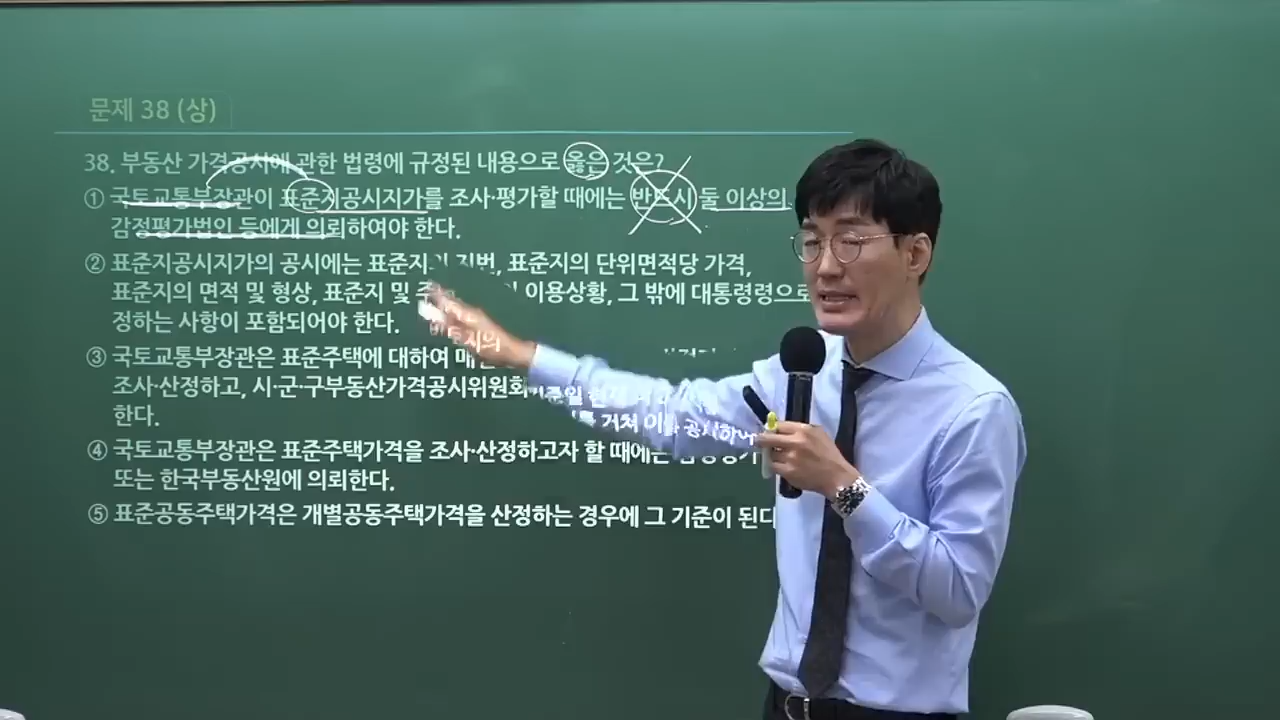 문제 38 (상)
38. 부동산 가격공시에 관한 법령에 규정된 내용으로 옳은 것은?
① 국토교통부장관이 표준지공시지가를 조사·평가할 때에는 반드시 둘 이상의
감정평가법인 등에게 의뢰하여야 한다.
② 표준지공시지가의 공시에는 표준지의 지번, 표준지의 단위면적당 가격,
표준지의 면적 및 형상, 표준지 및 이용상황, 그 밖에 대통령령으로
정하는 사항이 포함되어야 한다.
③ 국토교통부장관은 표준주택에 대하여 매
조사·산정하고, 시·군·구부동산가격공시위원회 거쳐 이를 공시하
한다.
④ 국토교통부장관은 표준주택가격을 조사·산정하고자 할 때에는
또는 한국부동산원에 의뢰한다.
⑤ 표준공동주택가격은 개별공동주택가격을 산정하는 경우에 그 기준이 된다